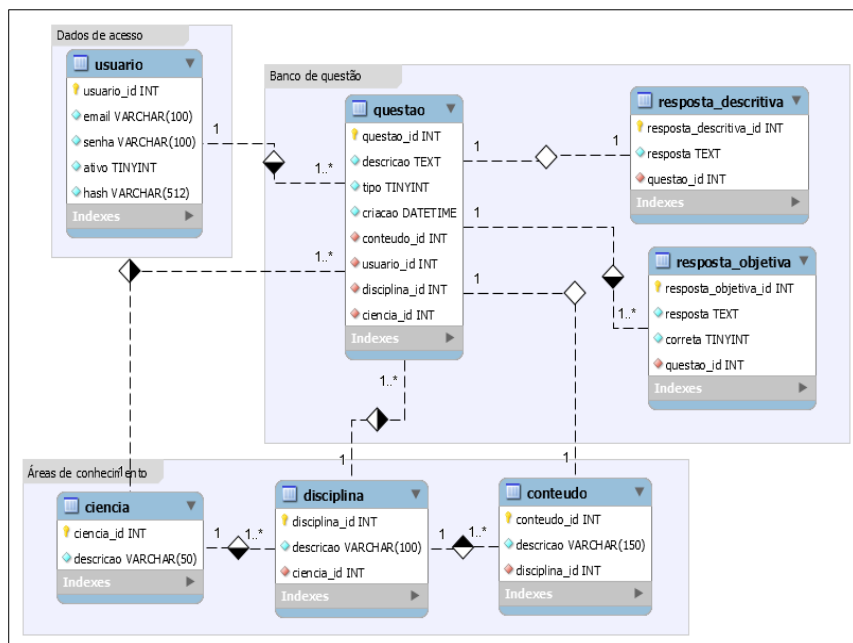 Dados de acesso
usuario
usuario_id INT
email VARCHAR(100)
senha VARCHAR(100)
ativo TINYINT
hash VARCHAR(512)
Indexes
1
1..*
Banco de questão
questao
questao_id INT
descricao TEXT
tipo TINYINT
criacao DATETIME
conteudo_id INT
usuario_id INT
disciplina_id INT
ciencia_id INT
Indexes
1..*
1
1
resposta_descritiva
resposta_descritiva_id INT
resposta TEXT
questao_id INT
Indexes
1
1..*
resposta_objetiva
resposta_objetiva_id INT
resposta TEXT
correta TINYINT
questao_id INT
Indexes
1
1..*
1
1
1
Áreas de conhecimento
ciencia
ciencia_id INT
descricao VARCHAR(50)
Indexes
1
1..*
disciplina
disciplina_id INT
descricao VARCHAR(100)
ciencia_id INT
Indexes
1
1..*
conteudo
conteudo_id INT
descricao VARCHAR(150)
disciplina_id INT
Indexes